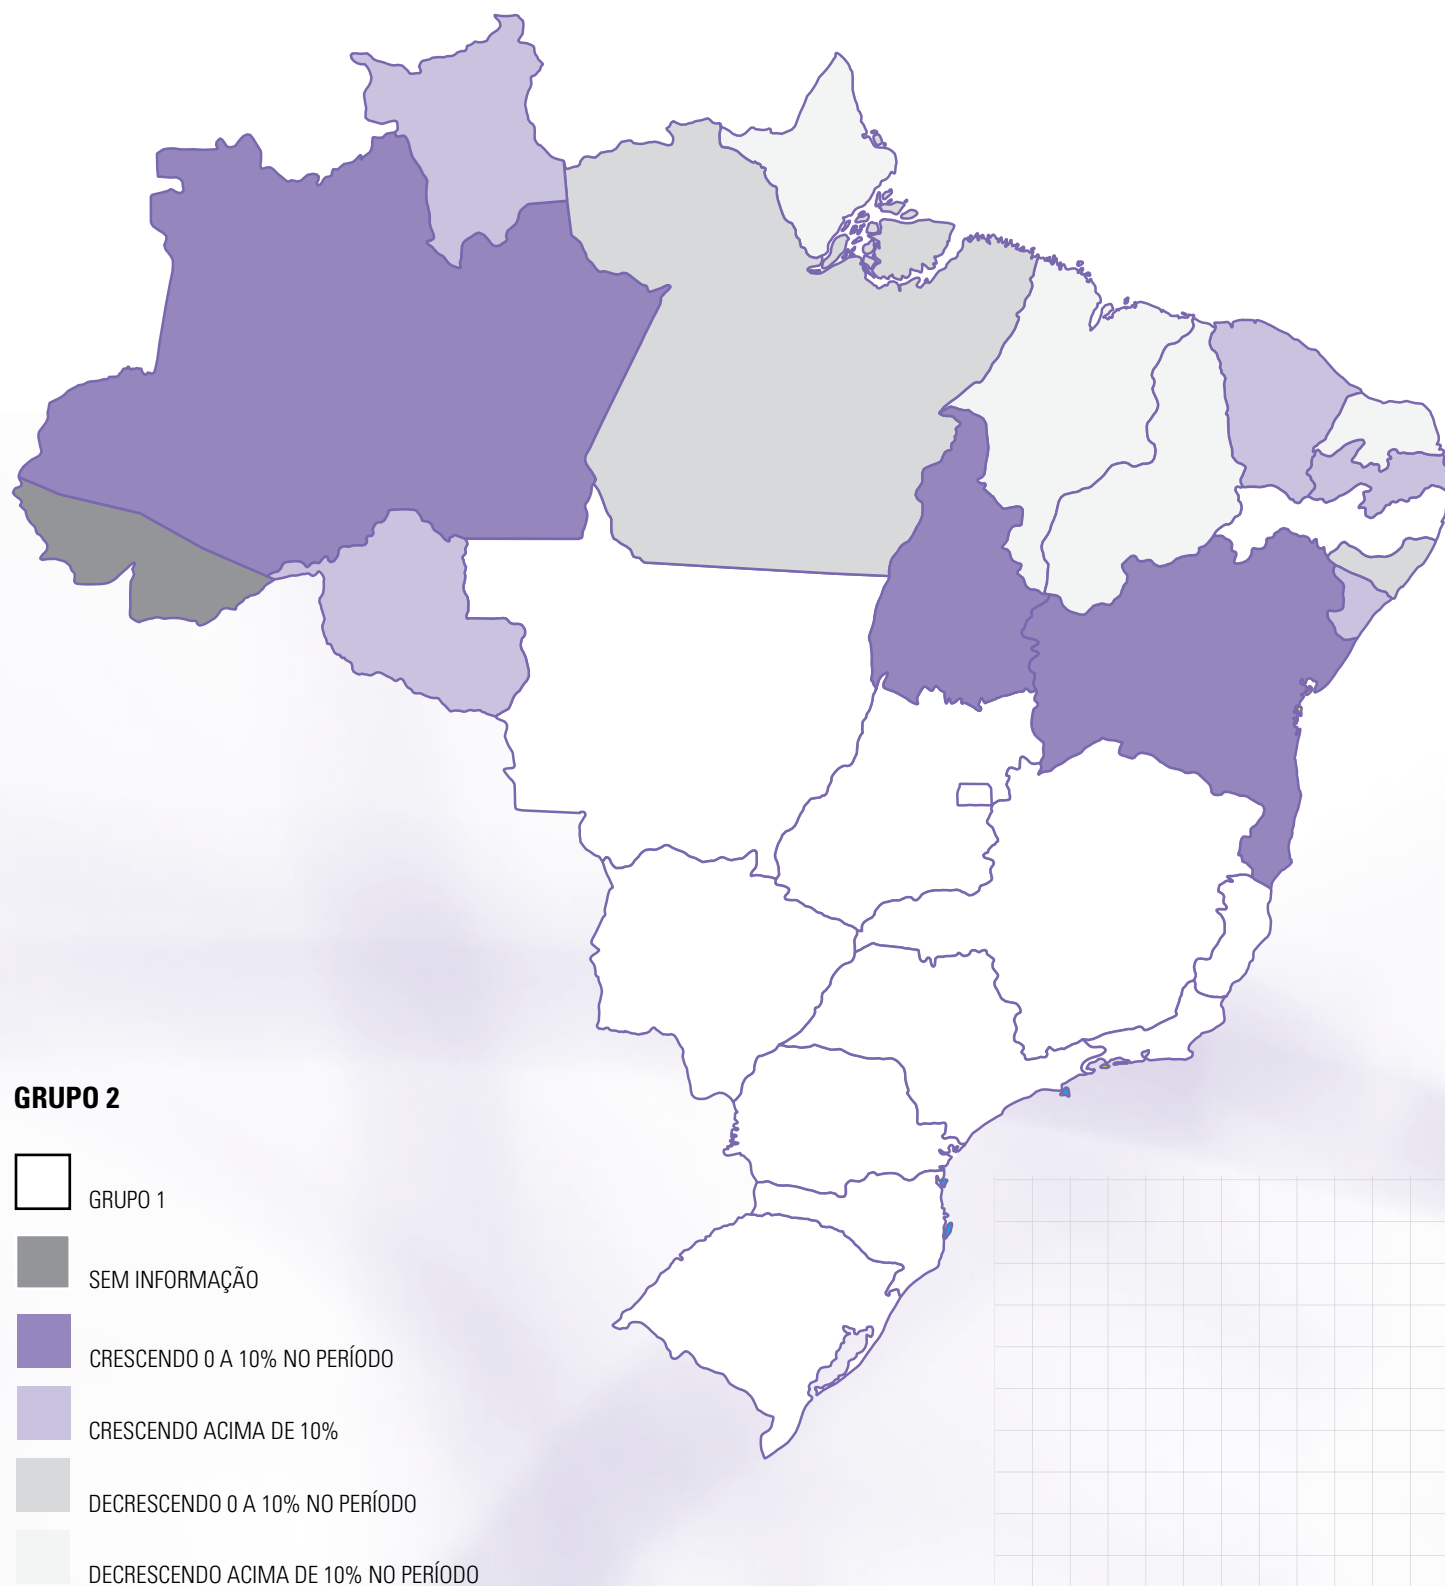 GRUPO 2
GRUPO 1
SEM INFORMAÇÃO
CRESCENDO 0 A 10% NO PERÍODO
CRESCENDO ACIMA DE 10%
DECRESCENDO 0 A 10% NO PERÍODO
DECRESCENDO ACIMA DE 10% NO PERÍODO